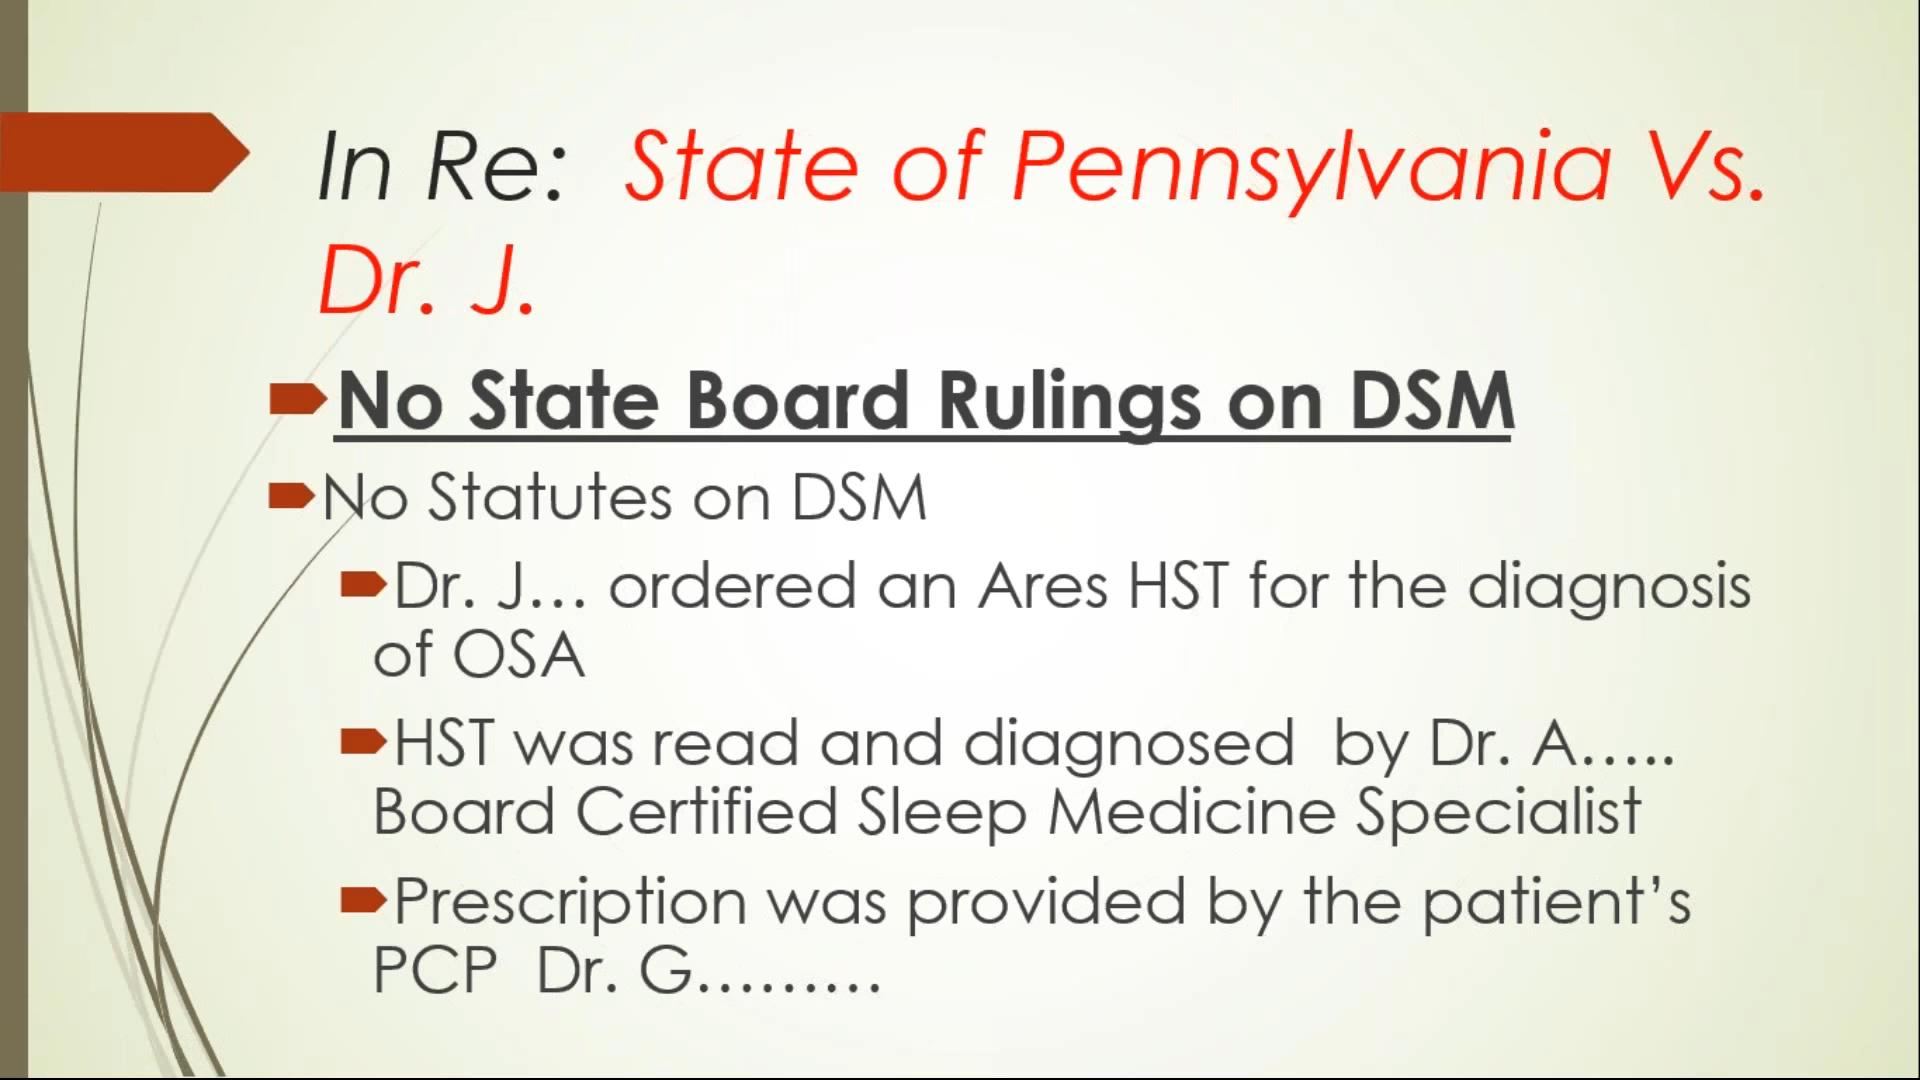 In Re:  State of Pennsylvania Vs.
Dr. J.
No State Board Rulings on DSM
No Statutes on DSM
Dr. J… ordered an Ares HST for the diagnosis
of OSA
HST was read and diagnosed  by Dr. A…..
Board Certified Sleep Medicine Specialist
Prescription was provided by the patient’s
PCP  Dr. G………